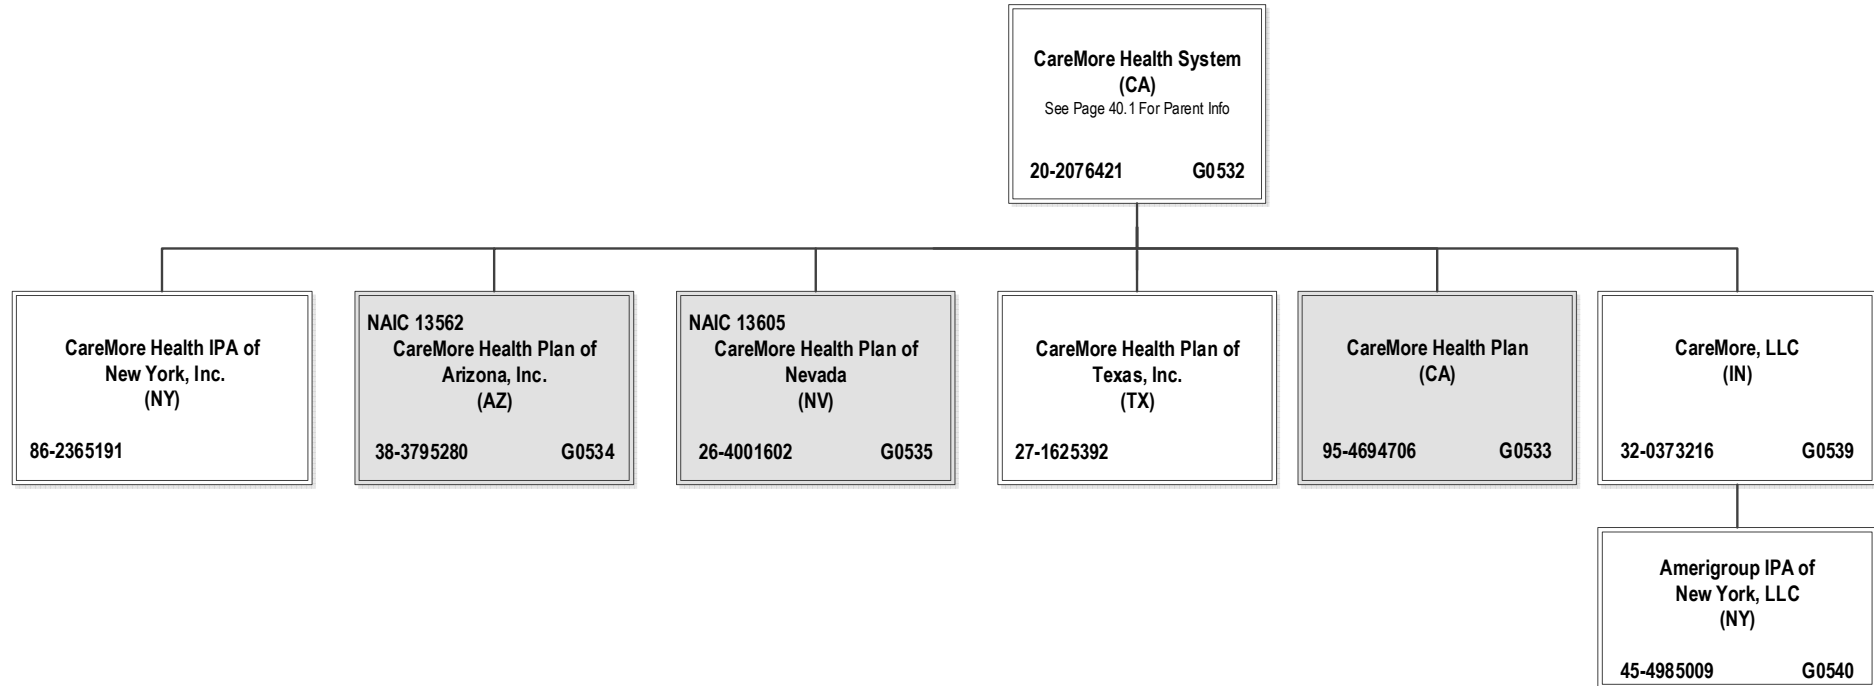 CareMore Health System
(CA)
See Page 40.1 For Parent Info
20-2076421 G0532
CareMore Health IPA of
New York, Inc.
(NY)
86-2365191
NAIC 13562
CareMore Health Plan of
Arizona, Inc.
(AZ)
38-3795280 G0534
NAIC 13605
CareMore Health Plan of
Nevada
(NV)
26-4001602 G0535
CareMore Health Plan of
Texas, Inc.
(TX)
27-1625392
CareMore Health Plan
(CA)
95-4694706 G0533
CareMore, LLC
(IN)
32-0373216 G0539
Amerigroup IPA of
New York, LLC
(NY)
45-4985009 G0540